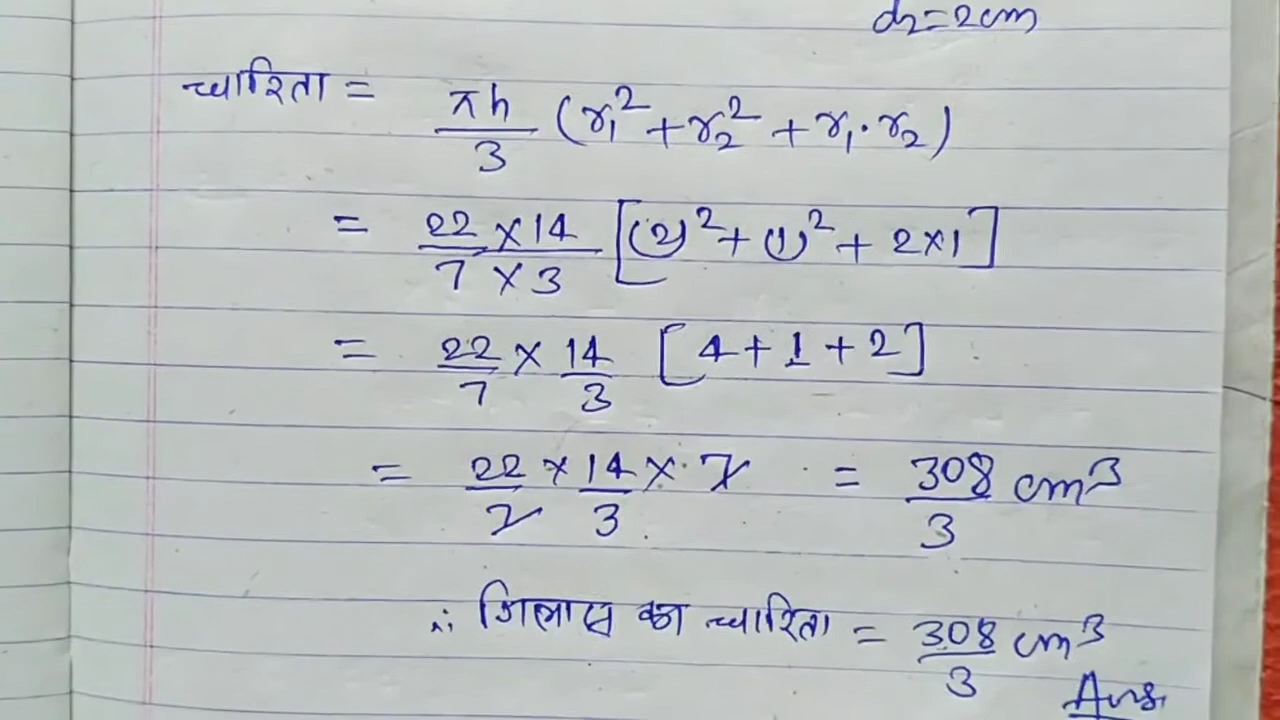 d₂=2cm
च्चारिता = πh/3 (r₁² + r₂² + r₁·r₂)
= 22×14/7×3 [(2)² + (1)² + 2×1]
= 22/7 × 14/3 [4+1+2]
= 22/7 × 14/3 × 7 = 308/3 cm³
∴ गिलास का च्चारिता = 308/3 cm³
Ans